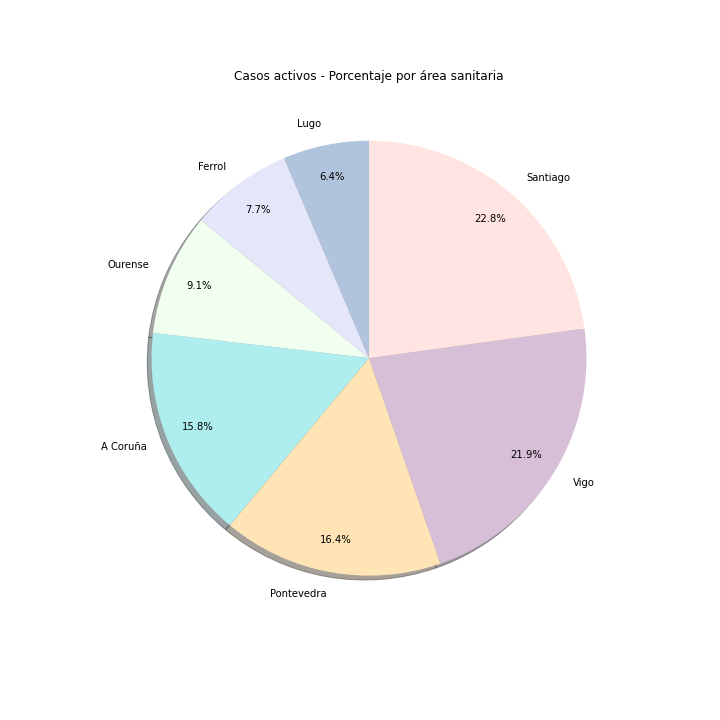 Casos activos - Porcentaje por área sanitaria
Lugo
6.4%
Ferrol
7.7%
Santiago
22.8%
Ourense
9.1%
A Coruña
15.8%
Vigo
21.9%
Pontevedra
16.4%